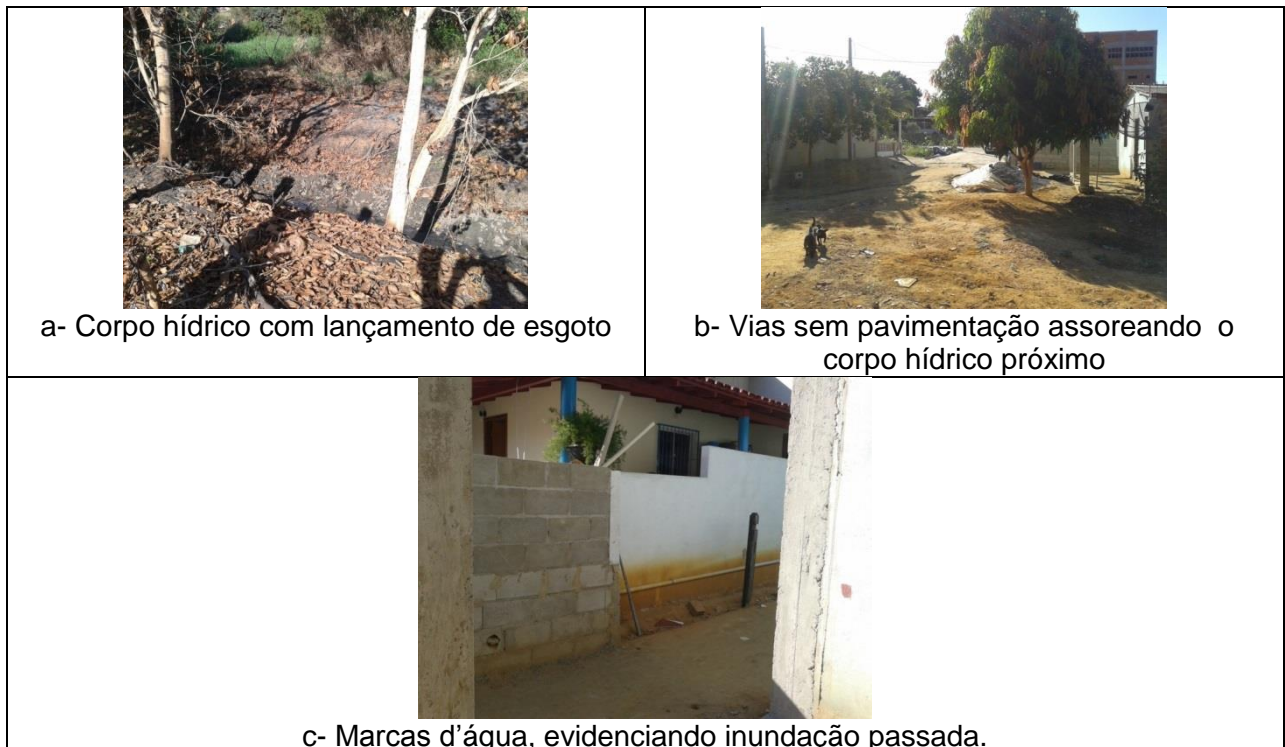 a- Corpo hídrico com lançamento de esgoto
b- Vias sem pavimentação assoreando o
corpo hídrico próximo
c- Marcas d’água, evidenciando inundação passada.